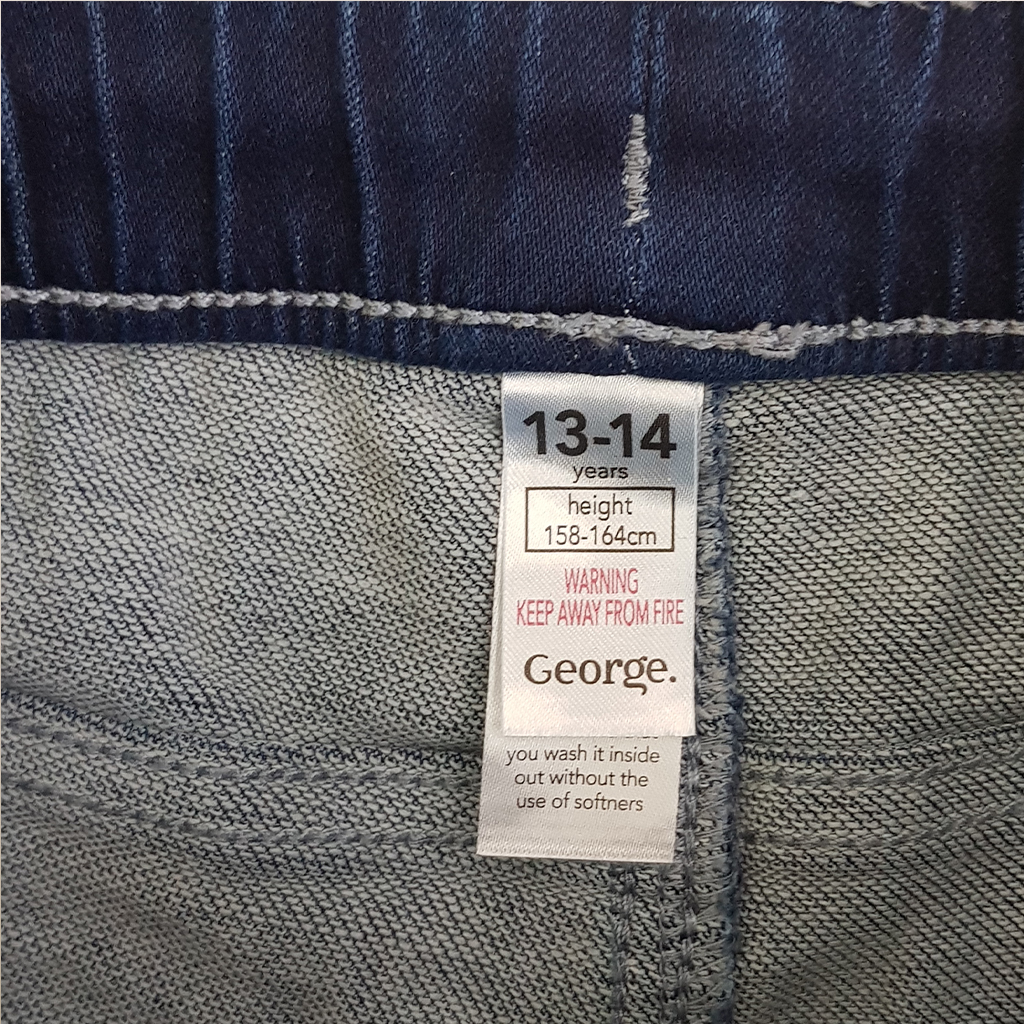 13-14
years
height
158-164cm
WARNING
KEEP AWAY FROM FIRE
George.
you wash it inside
out without the
use of softners